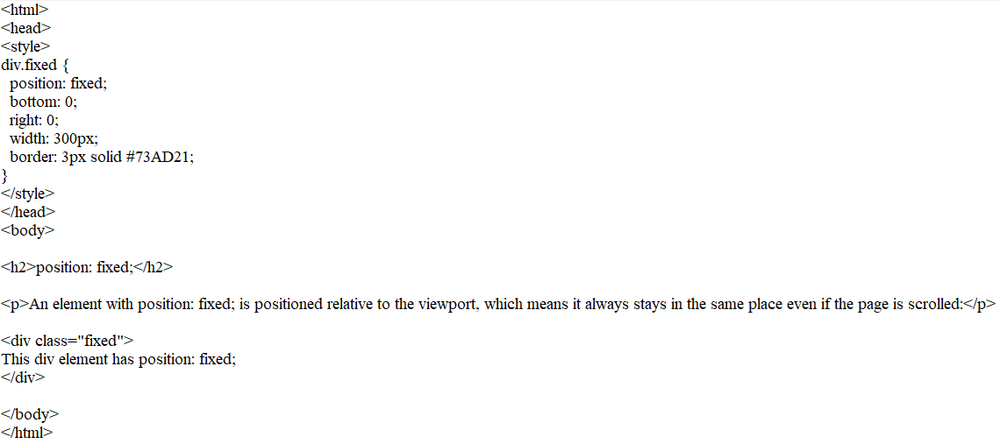 <html>
<head>
<style>
div.fixed {
  position: fixed;
  bottom: 0;
  right: 0;
  width: 300px;
  border: 3px solid #73AD21;
}
</style>
</head>
<body>

<h2>position: fixed;</h2>

<p>An element with position: fixed; is positioned relative to the viewport, which means it always stays in the same place even if the page is scrolled:</p>

<div class="fixed">
This div element has position: fixed;
</div>

</body>
</html>